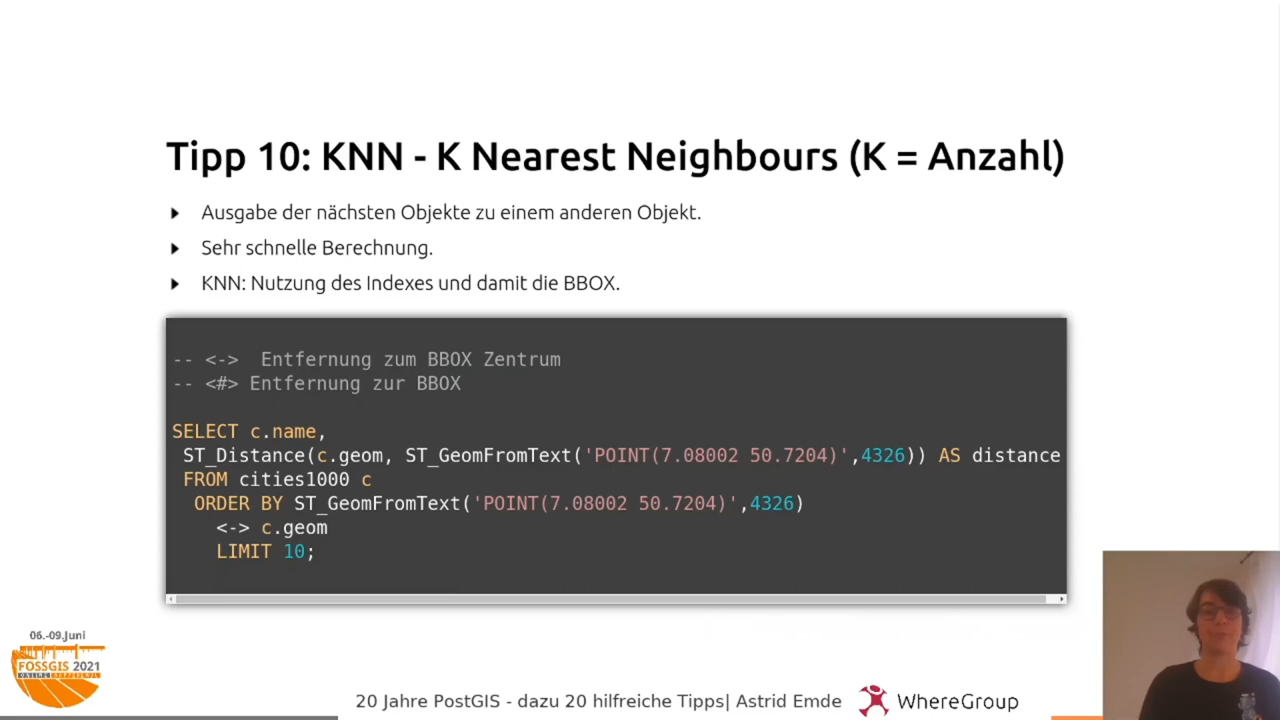 Tipp 10: KNN - K Nearest Neighbours (K = Anzahl)
Ausgabe der nächsten Objekte zu einem anderen Objekt.
Sehr schnelle Berechnung.
KNN: Nutzung des Indexes und damit die BBOX.
-- <-> Entfernung zum BBOX Zentrum
-- <#> Entfernung zur BBOX
SELECT c.name,
ST_Distance(c.geom, ST_GeomFromText('POINT(7.08002 50.7204)',4326)) AS distance
FROM cities1000 c
ORDER BY ST_GeomFromText('POINT(7.08002 50.7204)',4326)
<-> c.geom
LIMIT 10;
06.-09.Juni
FOSSGIS 2021
20 Jahre PostGIS - dazu 20 hilfreiche Tipps| Astrid Emde
WhereGroup